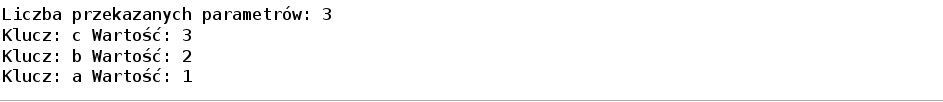 Liczba przekazanych parametrów: 3
Klucz: c Wartość: 3
Klucz: b Wartość: 2
Klucz: a Wartość: 1